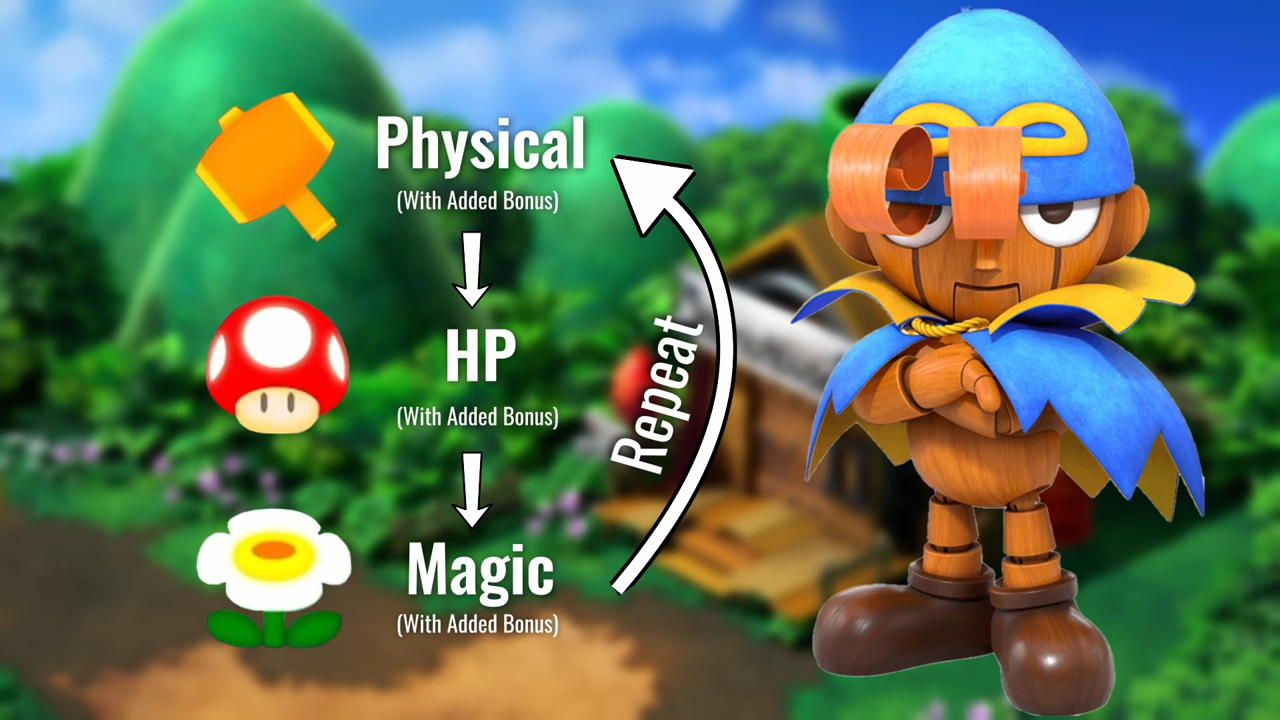 Physical
(With Added Bonus)
HP
(With Added Bonus)
Magic
(With Added Bonus)
Repeat